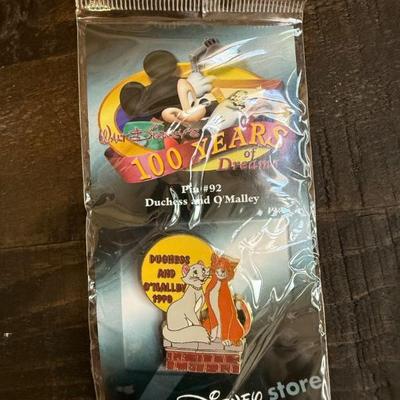 Walt Disney's
100 YEARS
of
Dreams
Pin #92
Duchess and O'Malley
DUCHESS
AND
O'MALLEY
1970
Disney store